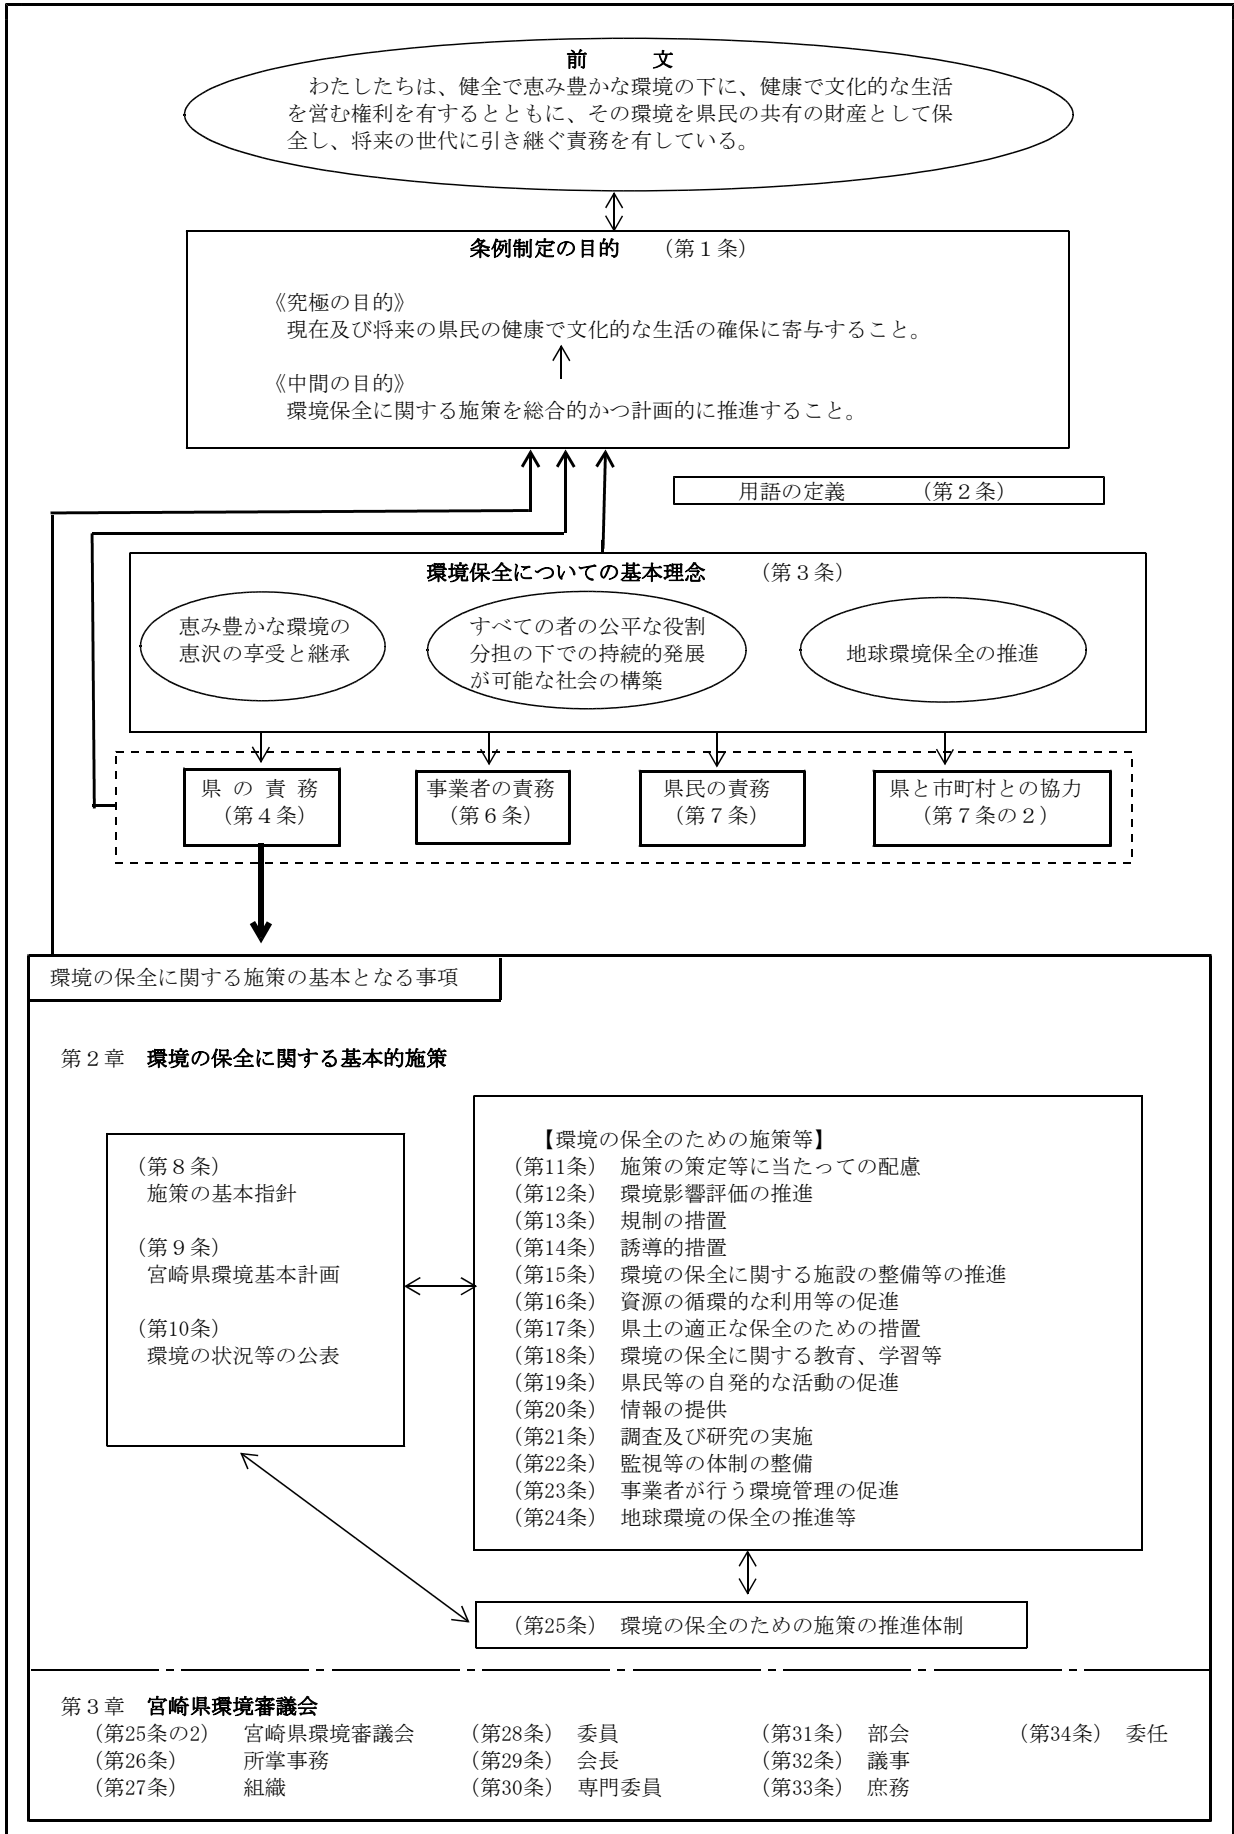 前　　文
わたしたちは、健全で恵み豊かな環境の下に、健康で文化的な生活
を営む権利を有するとともに、その環境を県民の共有の財産として保
全し、将来の世代に引き継ぐ責務を有している。
条例制定の目的　（第１条）
《究極の目的》
現在及び将来の県民の健康で文化的な生活の確保に寄与すること。
《中間の目的》
環境保全に関する施策を総合的かつ計画的に推進すること。
用語の定義　　（第２条）
環境保全についての基本理念　（第３条）
恵み豊かな環境の
恵沢の享受と継承
すべての者の公平な役割
分担の下での持続的発展
が可能な社会の構築
地球環境保全の推進
県の責務
（第４条）
事業者の責務
（第６条）
県民の責務
（第７条）
県と市町村との協力
（第７条の２）
環境の保全に関する施策の基本となる事項
第２章　環境の保全に関する基本的施策
（第８条）
施策の基本指針
（第９条）
宮崎県環境基本計画
（第10条）
環境の状況等の公表
【環境の保全のための施策等】
（第11条）　施策の策定等に当たっての配慮
（第12条）　環境影響評価の推進
（第13条）　規制の措置
（第14条）　誘導的措置
（第15条）　環境の保全に関する施設の整備等の推進
（第16条）　資源の循環的な利用等の促進
（第17条）　県土の適正な保全のための措置
（第18条）　環境の保全に関する教育、学習等
（第19条）　県民等の自発的な活動の促進
（第20条）　情報の提供
（第21条）　調査及び研究の実施
（第22条）　監視等の体制の整備
（第23条）　事業者が行う環境管理の促進
（第24条）　地球環境の保全の推進等
（第25条）　環境の保全のための施策の推進体制
第３章　宮崎県環境審議会
（第25条の2）　宮崎県環境審議会　（第28条）　委員　（第31条）　部会　（第34条）　委任
（第26条）　所掌事務　（第29条）　会長　（第32条）　議事
（第27条）　組織　（第30条）　専門委員　（第33条）　庶務